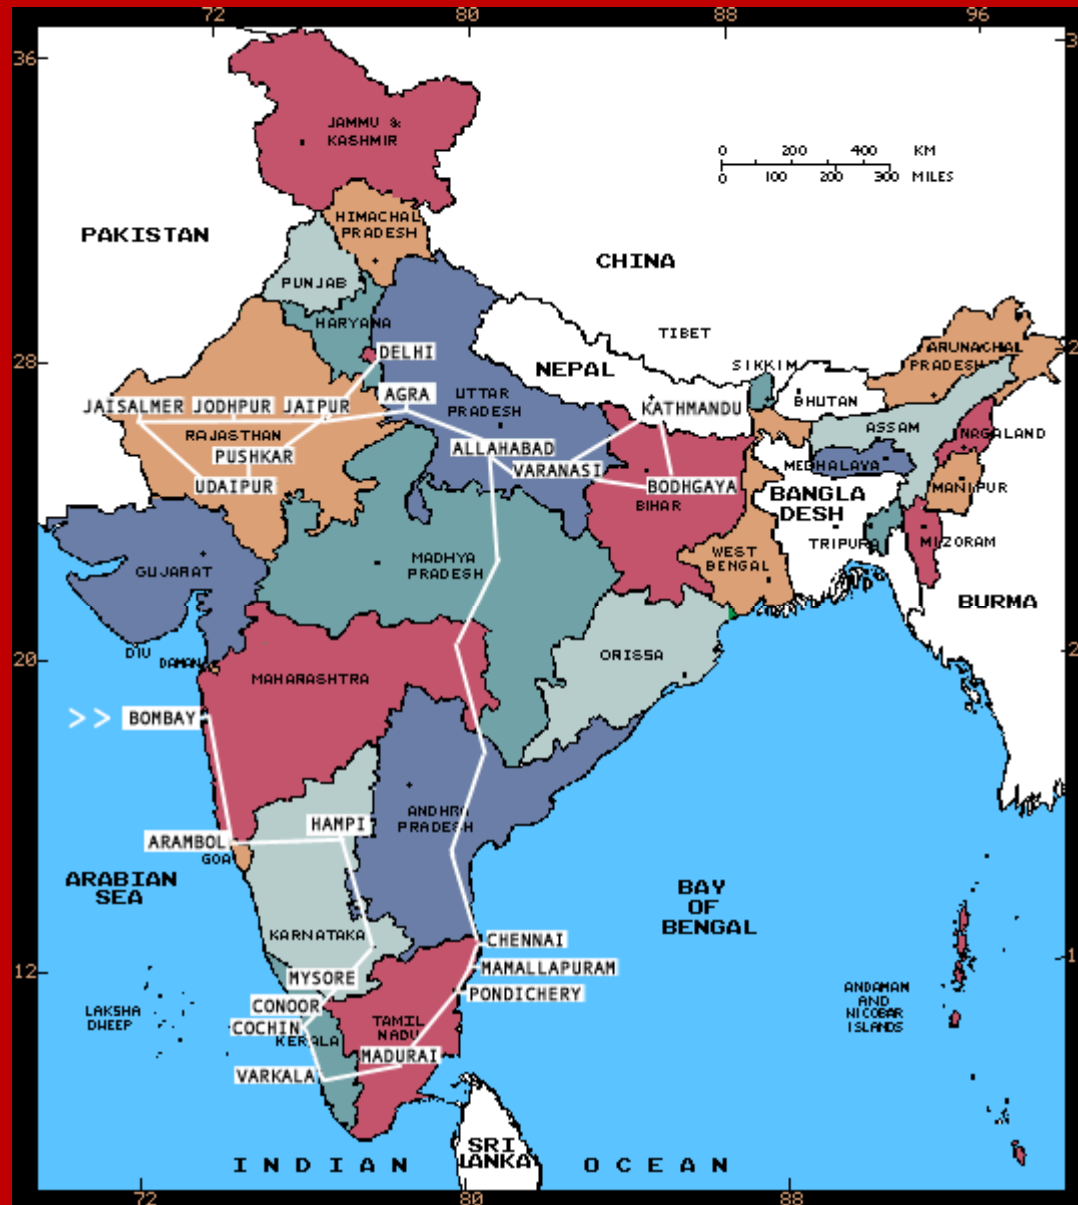 72 80 88 96
36
3
JAMMU &
KASHMIR
0 200 400 KM
0 100 200 300 MILES
HIMACHAL
PRADESH
PAKISTAN
CHINA
PUNJAB
HARYANA
TIBET
28
2
DELHI
NEPAL
SIKKIM
ARUNACHAL
PRADESH
JAISALMER JODHPUR JAIPUR
AGRA
UTTAR
PRADESH
KATHMANDU
BHUTAN
RAJASTHAN
ASSAM
NAGALAND
PUSHKAR
ALLAHABAD
VARANASI
MEGHALAYA
UDAIPUR
BODHGAYA
BIHAR
BANGLA
DESH
MANIPUR
TRIPURA
MIZORAM
GUJARAT
MADHYA
PRADESH
WEST
BENGAL
BURMA
DIU
DAMAN
20
2
MAHARASHTRA
ORISSA
>> BOMBAY
ANDHRA
PRADESH
HAMPI
ARAMBOL
GOA
ARABIAN
SEA
BAY
OF
BENGAL
KARNATAKA
CHENNAI
12
1
MYSORE
MAMALLAPURAM
CONOOR
PONDICHERY
LAKSHA
DWEEP
COCHIN
KERALA
TAMIL
NADU
ANDAMAN
AND
NICOBAR
ISLANDS
MADURAI
VARKALA
SRI
LANKA
INDIAN OCEAN
72 80 88